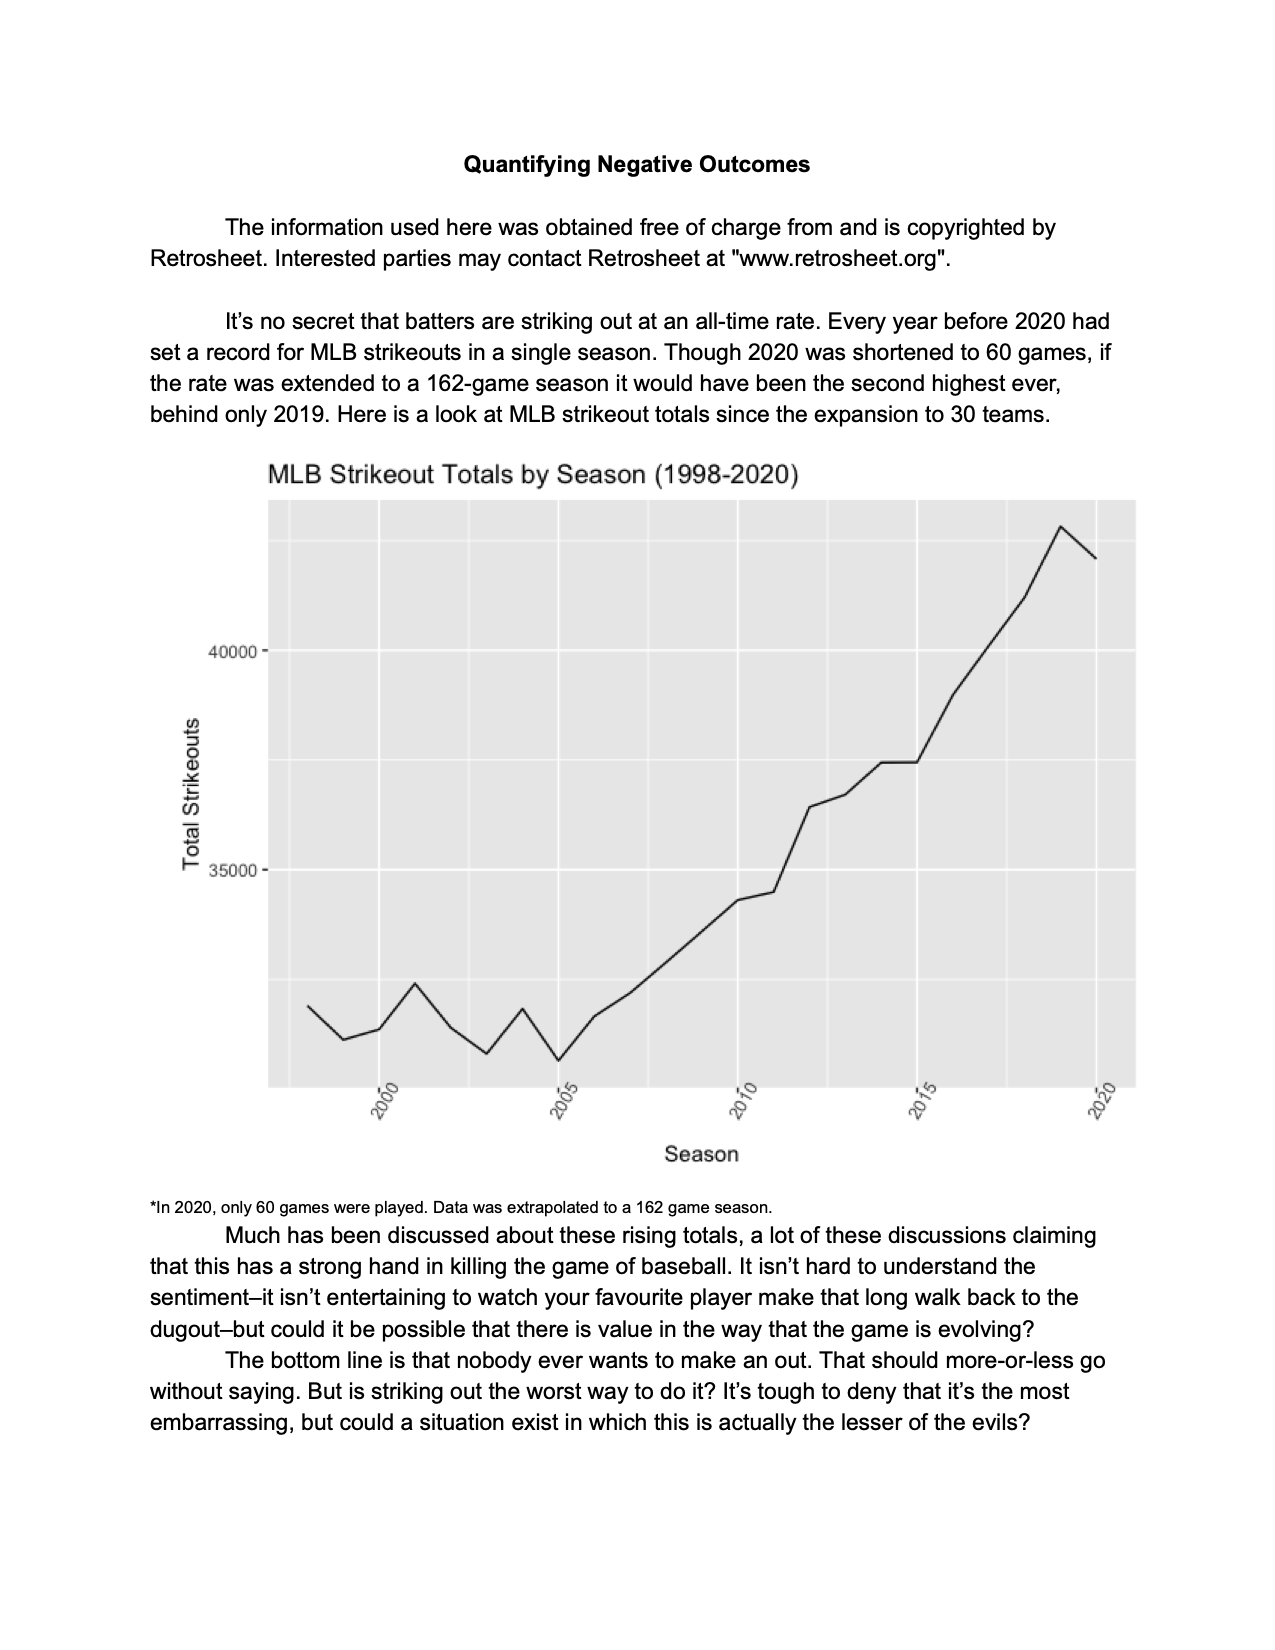 Quantifying Negative Outcomes
The information used here was obtained free of charge from and is copyrighted by
Retrosheet. Interested parties may contact Retrosheet at "www.retrosheet.org".
It’s no secret that batters are striking out at an all-time rate. Every year before 2020 had
set a record for MLB strikeouts in a single season. Though 2020 was shortened to 60 games, if
the rate was extended to a 162-game season it would have been the second highest ever,
behind only 2019. Here is a look at MLB strikeout totals since the expansion to 30 teams.
MLB Strikeout Totals by Season (1998-2020)
40000
35000
Total Strikeouts
2000
2005
2010
2015
2020
Season
*In 2020, only 60 games were played. Data was extrapolated to a 162 game season.
Much has been discussed about these rising totals, a lot of these discussions claiming
that this has a strong hand in killing the game of baseball. It isn’t hard to understand the
sentiment–it isn’t entertaining to watch your favourite player make that long walk back to the
dugout–but could it be possible that there is value in the way that the game is evolving?
The bottom line is that nobody ever wants to make an out. That should more-or-less go
without saying. But is striking out the worst way to do it? It’s tough to deny that it’s the most
embarrassing, but could a situation exist in which this is actually the lesser of the evils?